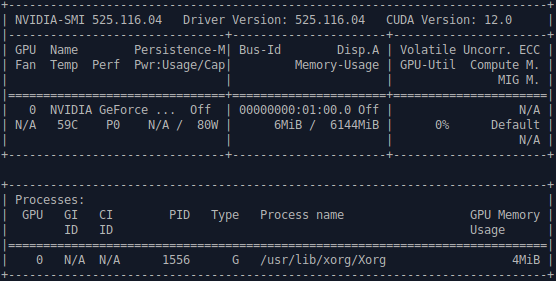 NVIDIA-SMI 525.116.04 Driver Version: 525.116.04 CUDA Version: 12.0
GPU Name Persistence-M| Bus-Id Disp.A | Volatile Uncorr. ECC
Fan Temp Perf Pwr:Usage/Cap| Memory-Usage | GPU-Util Compute M.
MIG M.
0 NVIDIA GeForce ... Off | 00000000:01:00.0 Off | N/A
N/A 59C P0 N/A / 80W | 6MiB / 6144MiB | 0% Default
N/A
Processes:
GPU GI CI PID Type Process name GPU Memory
ID ID Usage
0 N/A N/A 1556 G /usr/lib/xorg/Xorg 4MiB